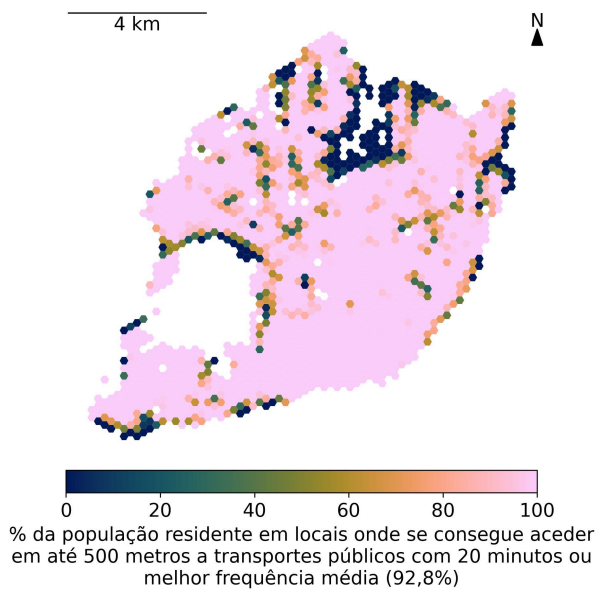 4 km
N
0 20 40 60 80 100
% da população residente em locais onde se consegue aceder
em até 500 metros a transportes públicos com 20 minutos ou
melhor frequência média (92,8%)